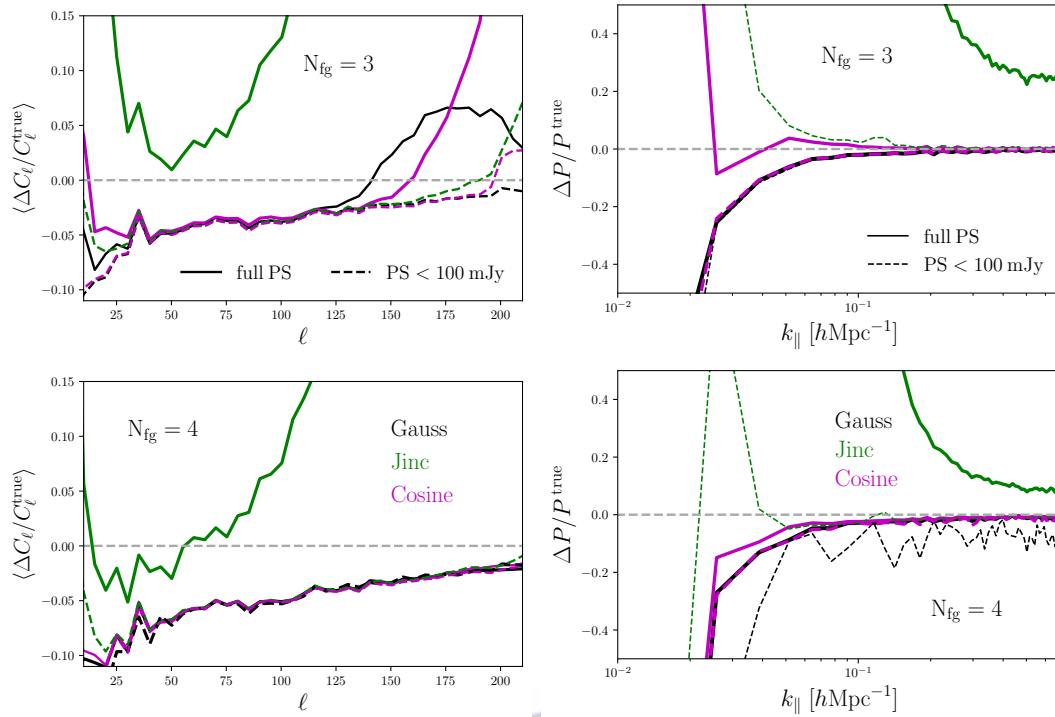 0.15
0.10
0.05
0.00
−0.05
−0.10
⟨ΔC_ℓ/C_ℓ^true⟩
N_fg = 3
full PS
PS < 100 mJy
25 50 75 100 125 150 175 200
ℓ
0.4
0.2
0.0
−0.2
−0.4
ΔP/P^true
N_fg = 3
full PS
PS < 100 mJy
10^−2 10^−1
k_∥ [hMpc^−1]
0.15
0.10
0.05
0.00
−0.05
−0.10
⟨ΔC_ℓ/C_ℓ^true⟩
N_fg = 4
Gauss
Jinc
Cosine
25 50 75 100 125 150 175 200
ℓ
0.4
0.2
0.0
−0.2
−0.4
ΔP/P^true
Gauss
Jinc
Cosine
N_fg = 4
10^−2 10^−1
k_∥ [hMpc^−1]